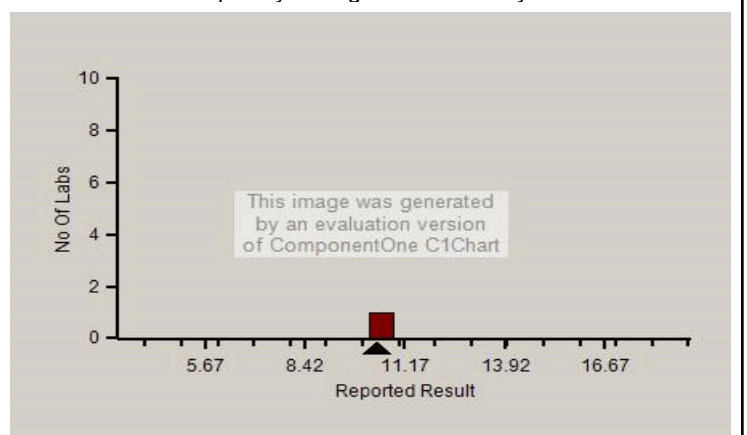 10
8
6
4
2
0
No Of Labs
This image was generated
by an evaluation version
of ComponentOne C1Chart
5.67 8.42 11.17 13.92 16.67
Reported Result